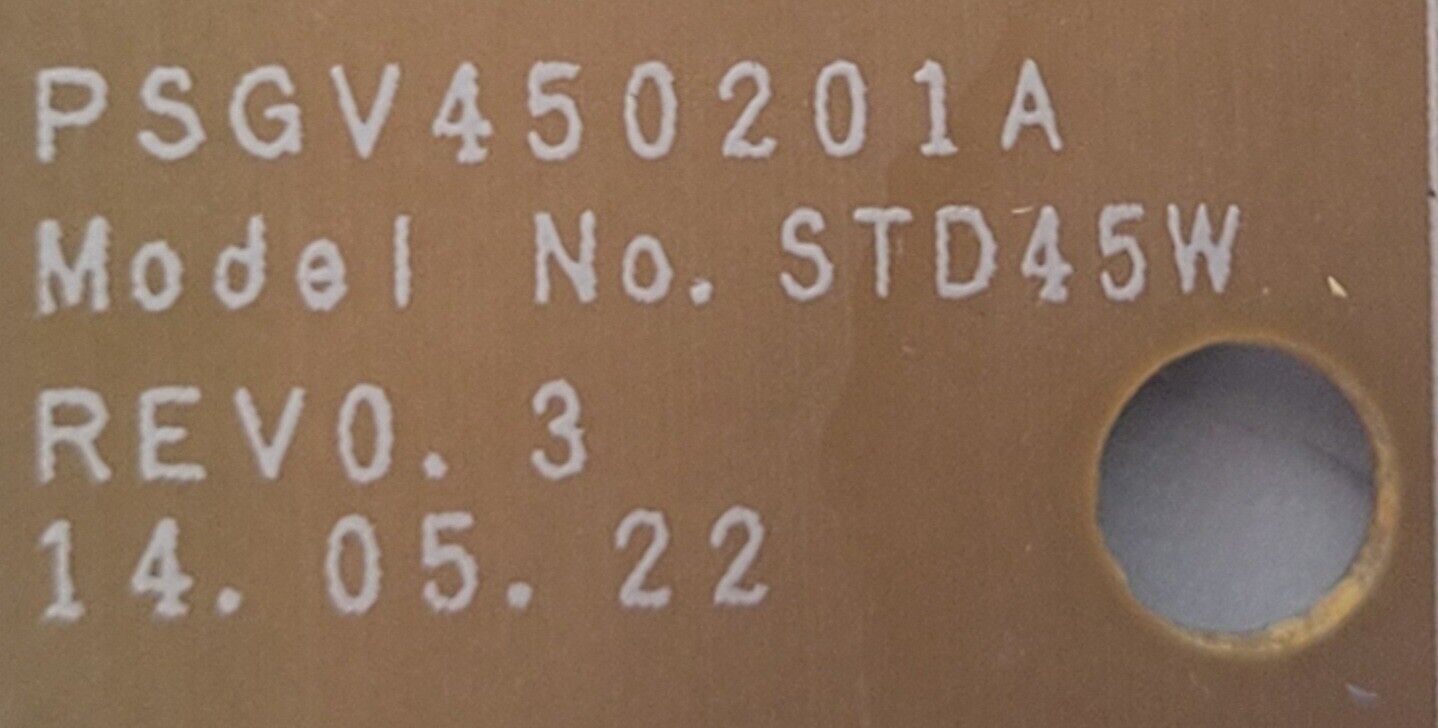 PSGV450201A
Model No. STD45W
REV0.3
14.05.22